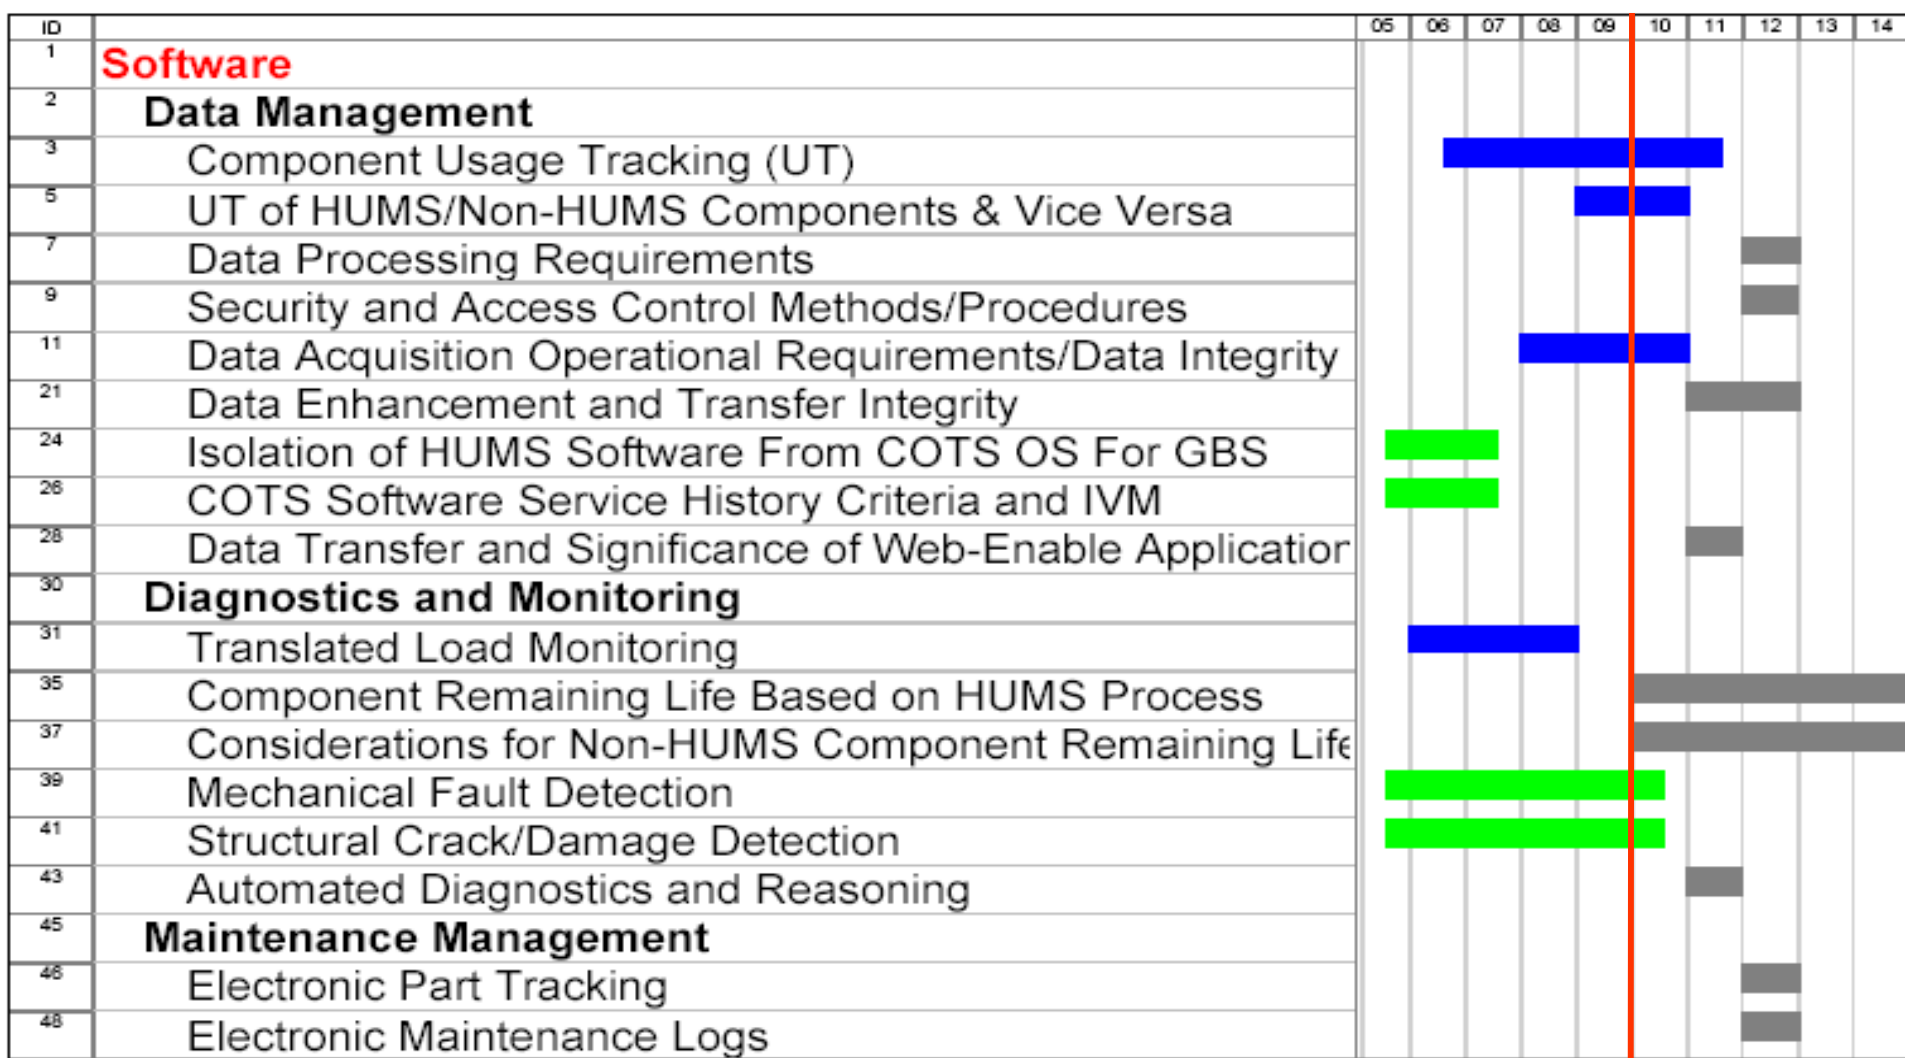 ID 05 06 07 08 09 10 11 12 13 14
1 Software
2 Data Management
3 Component Usage Tracking (UT)
5 UT of HUMS/Non-HUMS Components & Vice Versa
7 Data Processing Requirements
9 Security and Access Control Methods/Procedures
11 Data Acquisition Operational Requirements/Data Integrity
21 Data Enhancement and Transfer Integrity
24 Isolation of HUMS Software From COTS OS For GBS
26 COTS Software Service History Criteria and IVM
28 Data Transfer and Significance of Web-Enable Application
30 Diagnostics and Monitoring
31 Translated Load Monitoring
35 Component Remaining Life Based on HUMS Process
37 Considerations for Non-HUMS Component Remaining Life
39 Mechanical Fault Detection
41 Structural Crack/Damage Detection
43 Automated Diagnostics and Reasoning
45 Maintenance Management
46 Electronic Part Tracking
48 Electronic Maintenance Logs